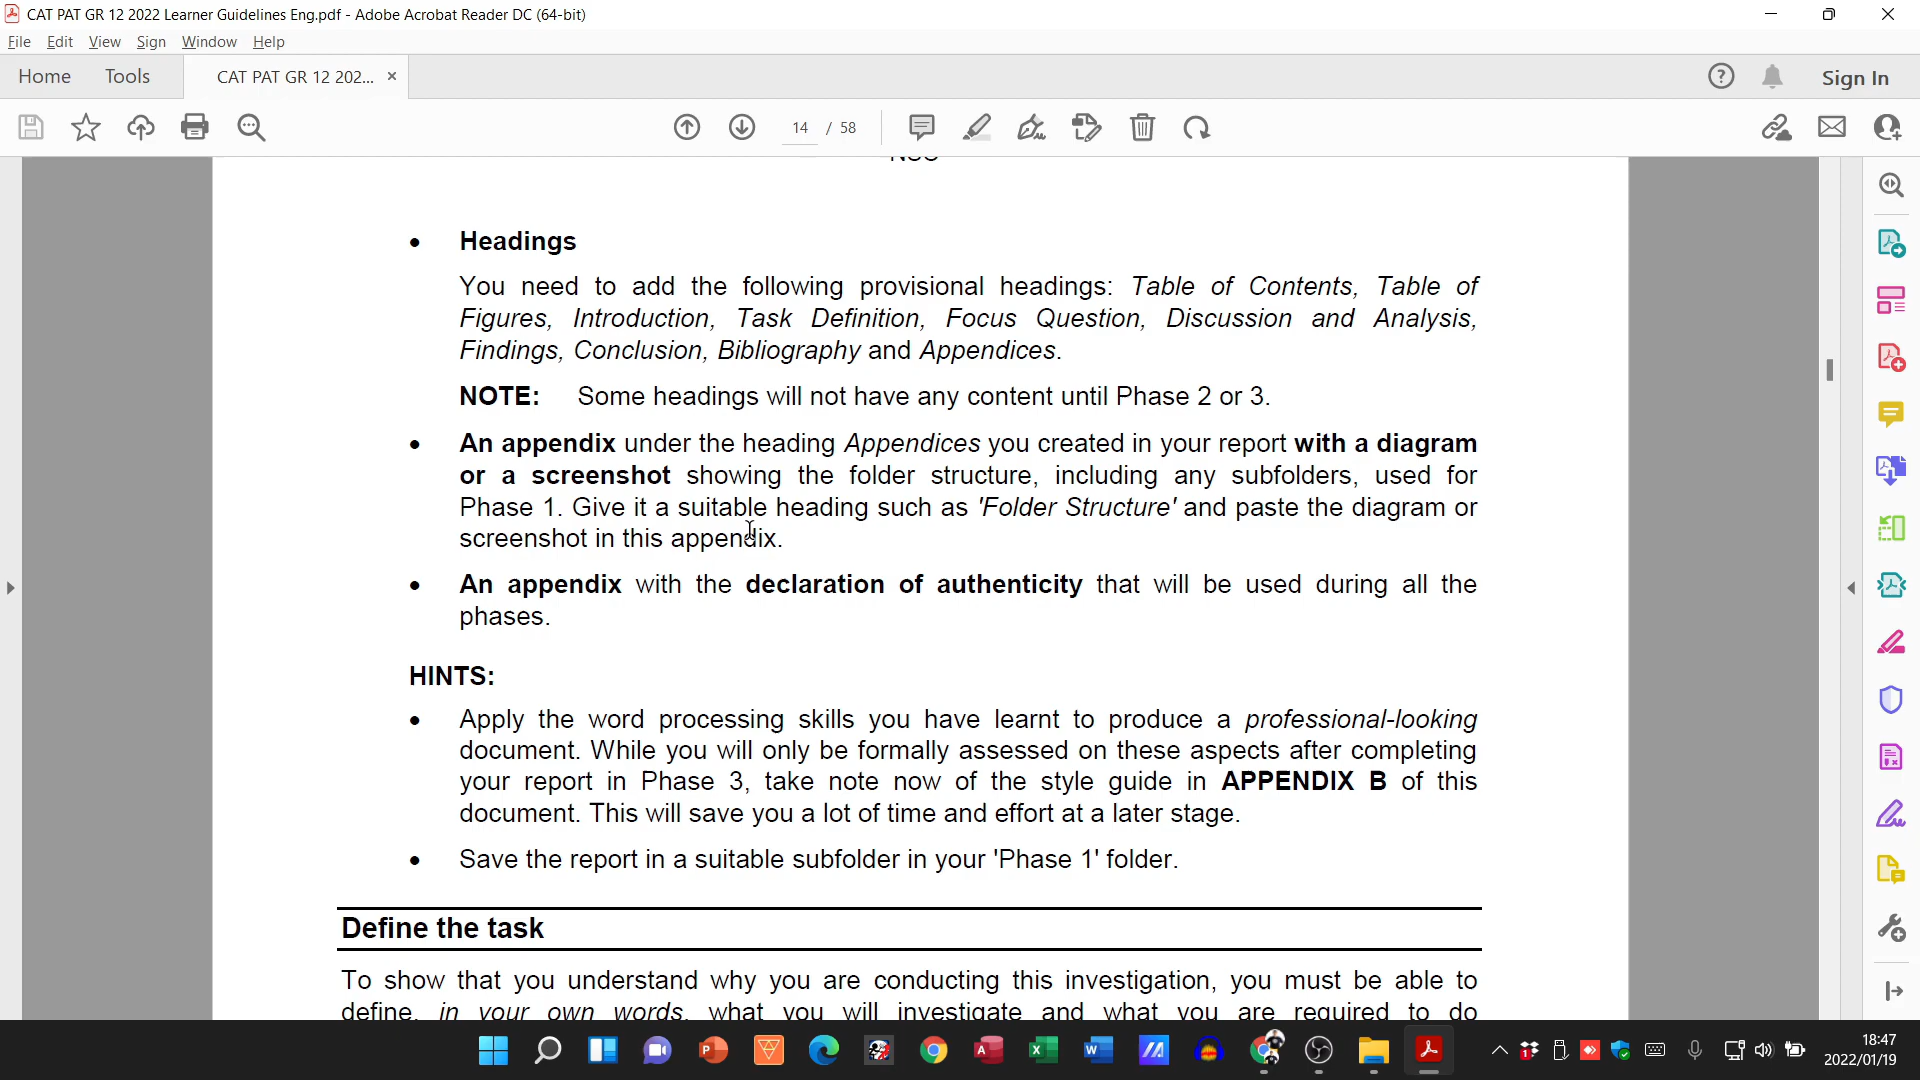 CAT PAT GR 12 2022 Learner Guidelines Eng.pdf - Adobe Acrobat Reader DC (64-bit)
File Edit View Sign Window Help
Home Tools CAT PAT GR 12 202... × Sign In
14 / 58
• Headings
You need to add the following provisional headings: Table of Contents, Table of
Figures, Introduction, Task Definition, Focus Question, Discussion and Analysis,
Findings, Conclusion, Bibliography and Appendices.
NOTE: Some headings will not have any content until Phase 2 or 3.
• An appendix under the heading Appendices you created in your report with a diagram
or a screenshot showing the folder structure, including any subfolders, used for
Phase 1. Give it a suitable heading such as 'Folder Structure' and paste the diagram or
screenshot in this appendix.
• An appendix with the declaration of authenticity that will be used during all the
phases.
HINTS:
• Apply the word processing skills you have learnt to produce a professional-looking
document. While you will only be formally assessed on these aspects after completing
your report in Phase 3, take note now of the style guide in APPENDIX B of this
document. This will save you a lot of time and effort at a later stage.
• Save the report in a suitable subfolder in your 'Phase 1' folder.
Define the task
To show that you understand why you are conducting this investigation, you must be able to
define, in your own words, what you will investigate and what you are required to do
18:47
2022/01/19